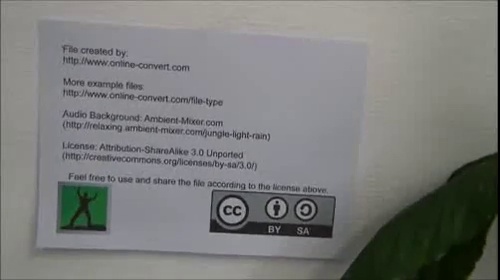 File created by:
http://www.online-convert.com
More example files:
http://www.online-convert.com/file-type
Audio Background: Ambient-Mixer.com
(http://relaxing.ambient-mixer.com/jungle-light-rain)
License: Attribution-ShareAlike 3.0 Unported
(http://creativecommons.org/licenses/by-sa/3.0/)
Feel free to use and share the file according to the license above.
cc
BY SA